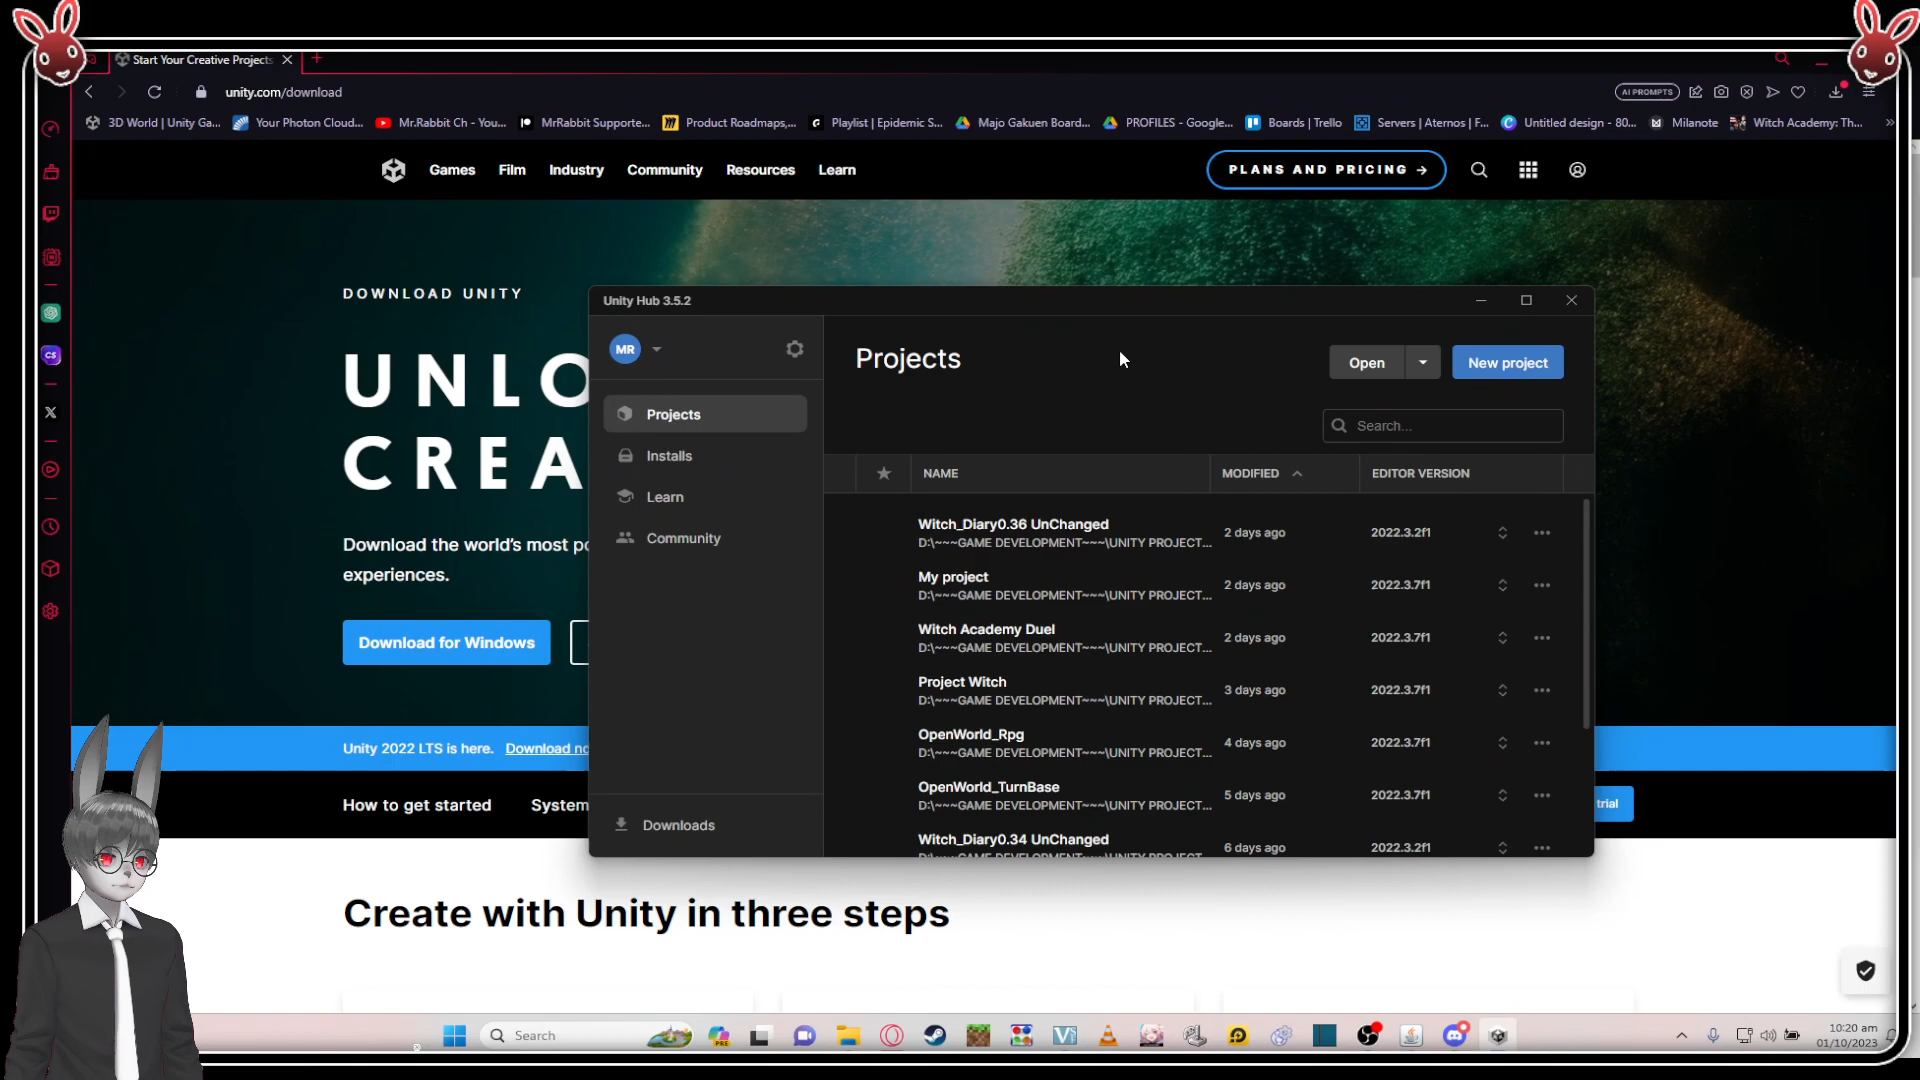 Start Your Creative Projects
unity.com/download
AI PROMPTS
3D World | Unity Ga...
Your Photon Cloud...
Mr.Rabbit Ch - You...
MrRabbit Supporte...
Product Roadmaps,...
Playlist | Epidemic S...
Majo Gakuen Board...
PROFILES - Google...
Boards | Trello
Servers | Aternos | F...
Untitled design - 80...
Milanote
Witch Academy: Th...
Games
Film
Industry
Community
Resources
Learn
PLANS AND PRICING →
DOWNLOAD UNITY
UNLO
CREA
Download the world's most po
experiences.
Download for Windows
Unity 2022 LTS is here. Download no
How to get started
System
trial
Create with Unity in three steps
Unity Hub 3.5.2
MR
Projects
Installs
Learn
Community
Downloads
Projects
Open
New project
Search...
NAME
MODIFIED
EDITOR VERSION
Witch_Diary0.36 UnChanged
D:\~~~GAME DEVELOPMENT~~~\UNITY PROJECT...
2 days ago
2022.3.2f1
My project
D:\~~~GAME DEVELOPMENT~~~\UNITY PROJECT...
2 days ago
2022.3.7f1
Witch Academy Duel
D:\~~~GAME DEVELOPMENT~~~\UNITY PROJECT...
2 days ago
2022.3.7f1
Project Witch
D:\~~~GAME DEVELOPMENT~~~\UNITY PROJECT...
3 days ago
2022.3.7f1
OpenWorld_Rpg
D:\~~~GAME DEVELOPMENT~~~\UNITY PROJECT...
4 days ago
2022.3.7f1
OpenWorld_TurnBase
D:\~~~GAME DEVELOPMENT~~~\UNITY PROJECT...
5 days ago
2022.3.7f1
Witch_Diary0.34 UnChanged
6 days ago
2022.3.2f1
CS
Search
PRE
10:20 am
01/10/2023